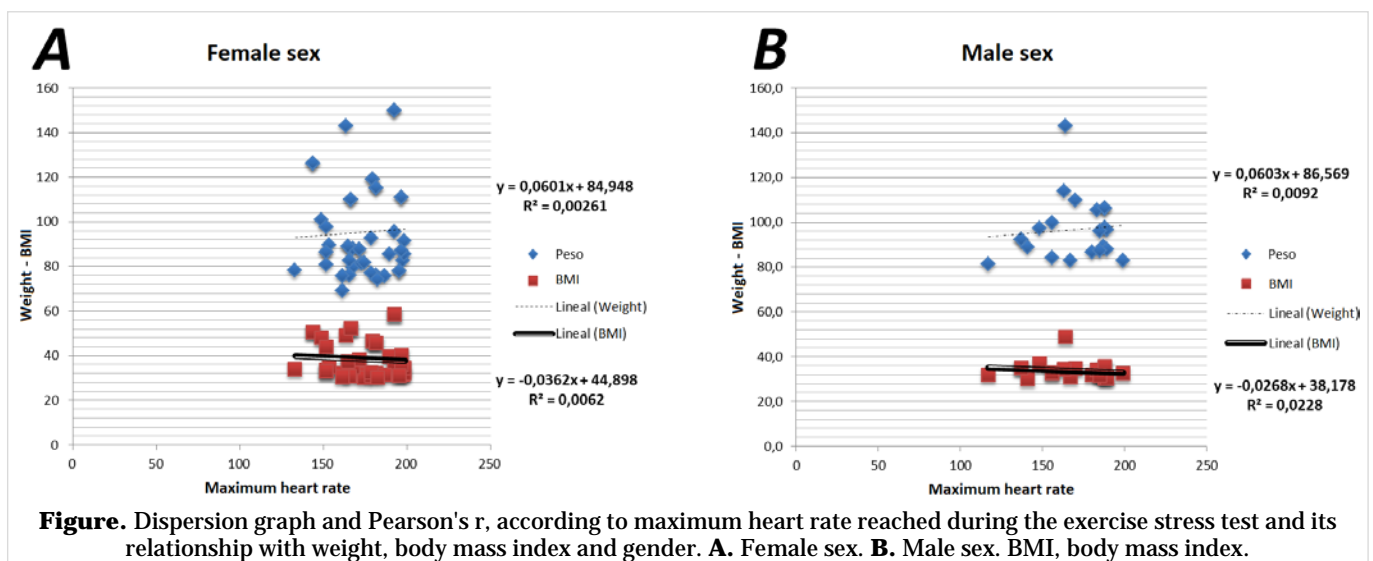 A
Female sex
Weight - BMI
160
140
120
100
80
60
40
20
0
0 50 100 150 200 250
Maximum heart rate
y = 0,0601x + 84,948
R² = 0,00261
Peso
BMI
Lineal (Weight)
Lineal (BMI)
y = -0,0362x + 44,898
R² = 0,0062
B
Male sex
Weight - BMI
160,0
140,0
120,0
100,0
80,0
60,0
40,0
20,0
0,0
0 50 100 150 200 250
Maximum heart rate
y = 0,0603x + 86,569
R² = 0,0092
Peso
BMI
Lineal (Weight)
Lineal (BMI)
y = -0,0268x + 38,178
R² = 0,0228
Figure. Dispersion graph and Pearson's r, according to maximum heart rate reached during the exercise stress test and its
relationship with weight, body mass index and gender. A. Female sex. B. Male sex. BMI, body mass index.